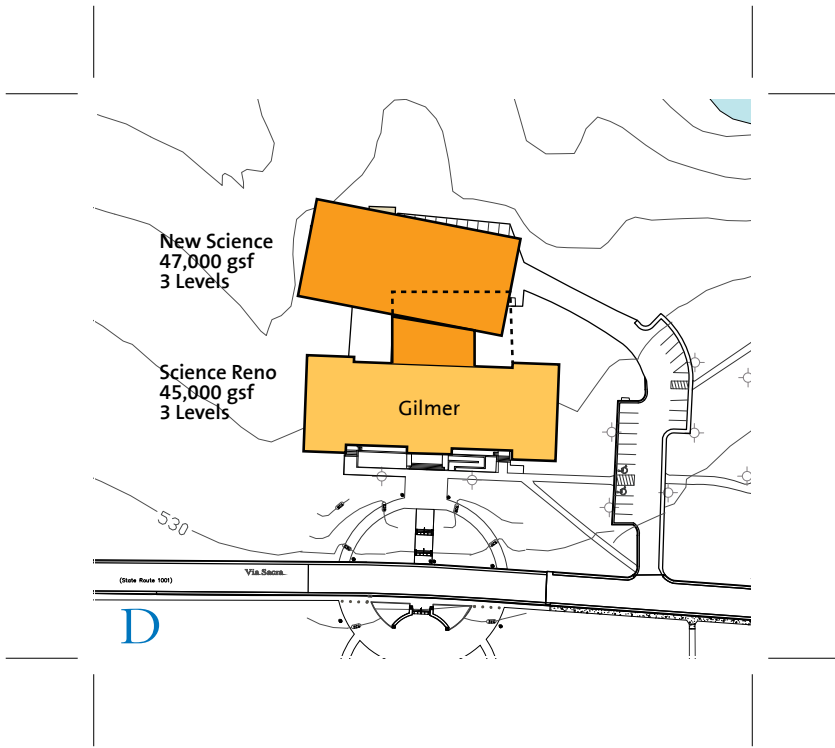 New Science
47,000 gsf
3 Levels
Science Reno
45,000 gsf
3 Levels
Gilmer
530
Via Sacra
(State Route 1001)
D